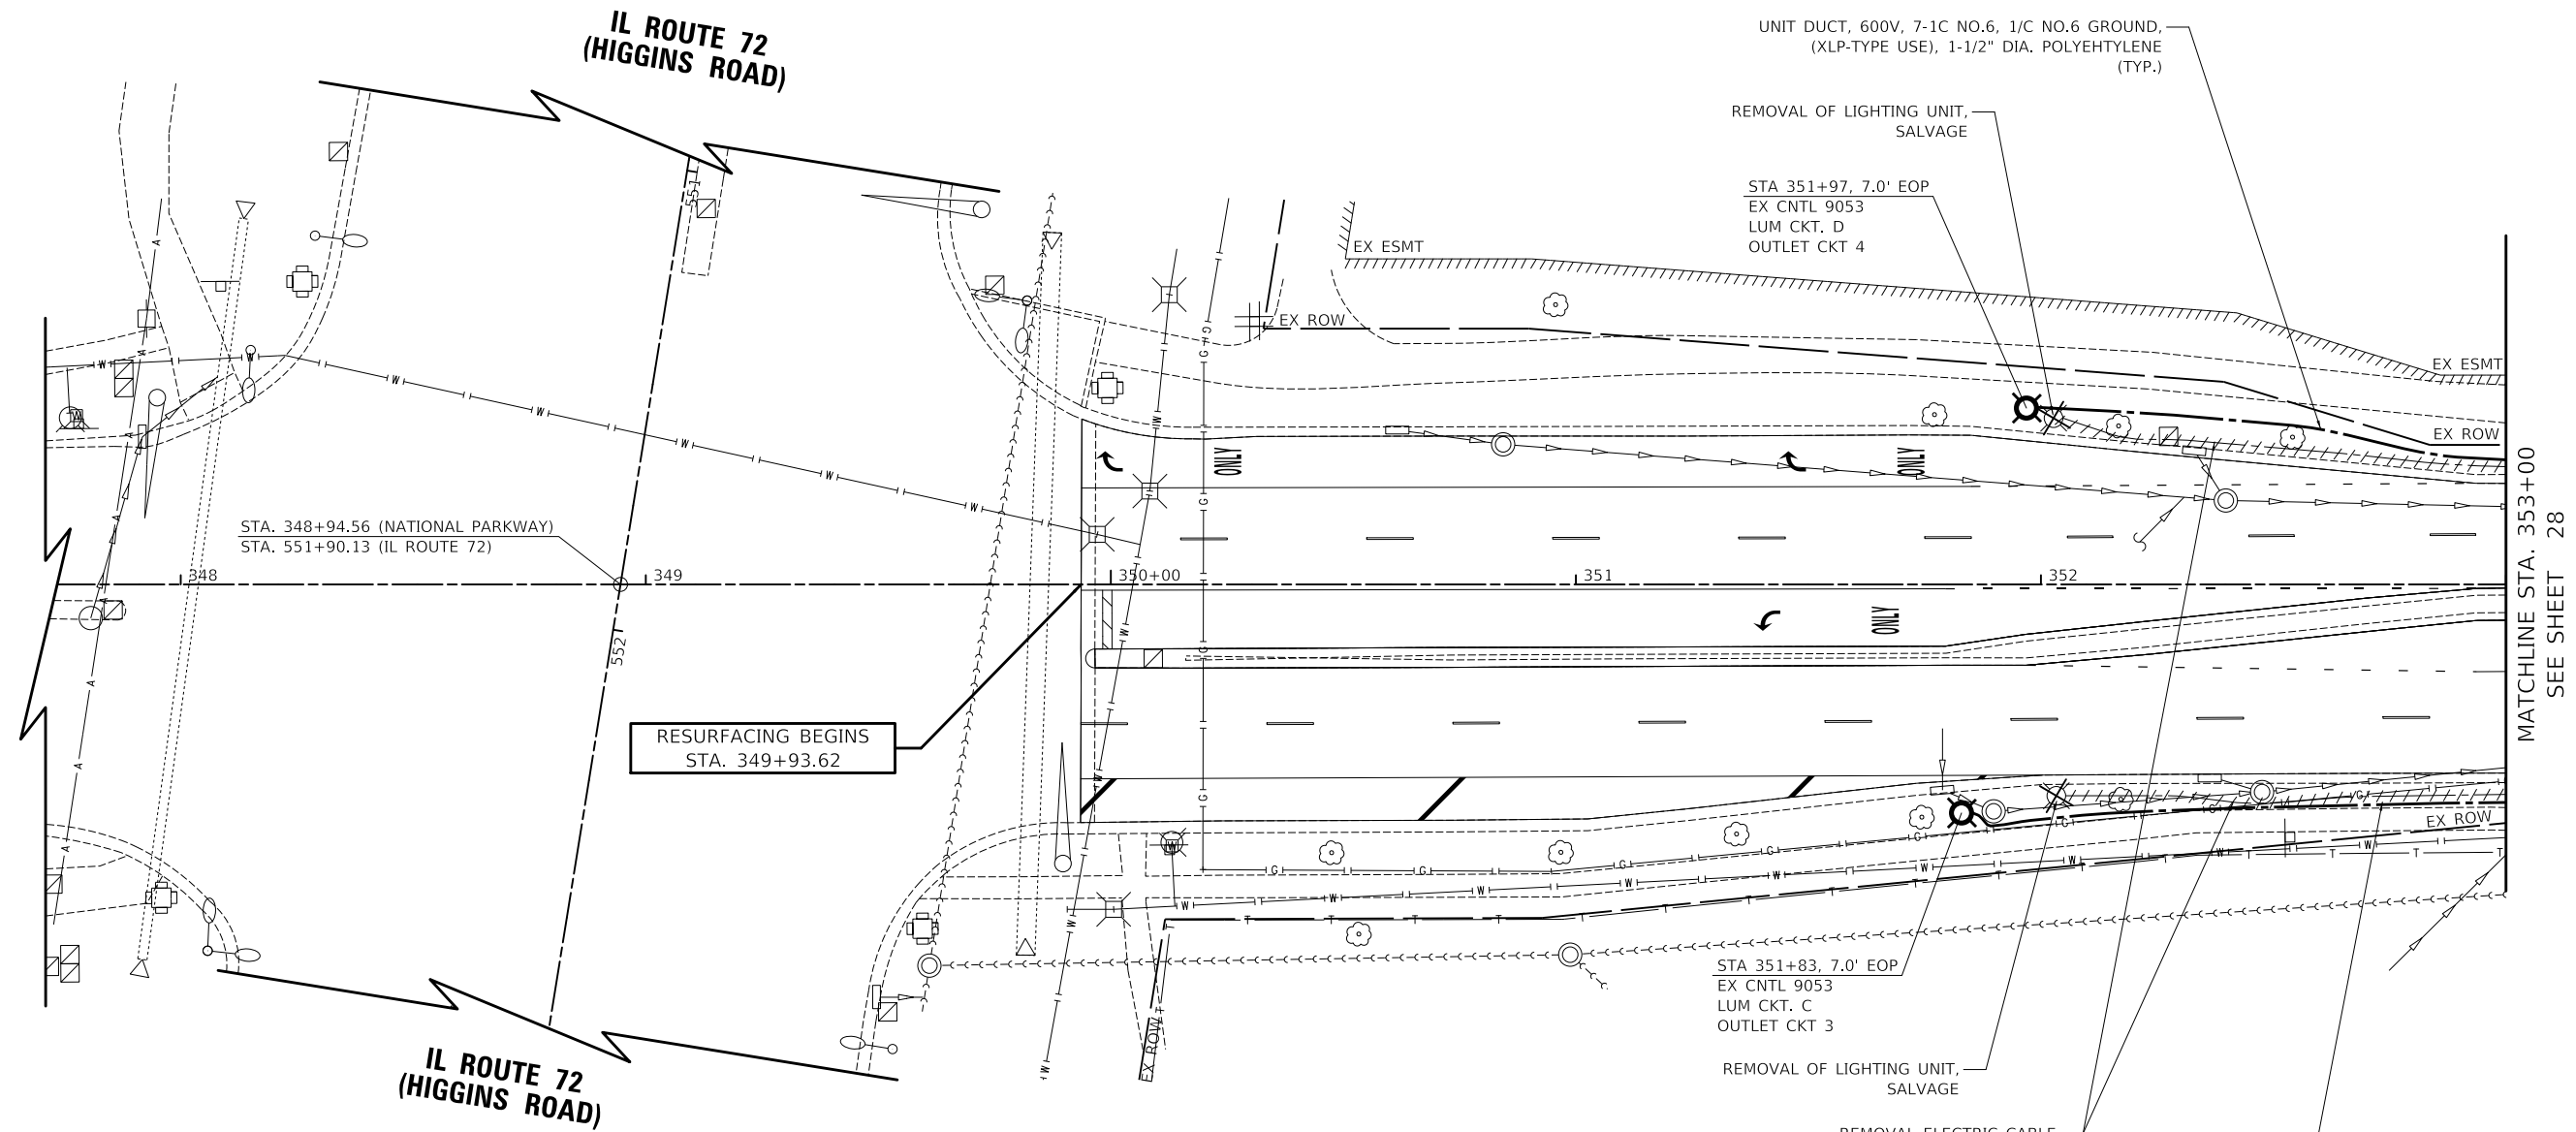 IL ROUTE 72
(HIGGINS ROAD)
UNIT DUCT, 600V, 7-1C NO.6, 1/C NO.6 GROUND,
(XLP-TYPE USE), 1-1/2" DIA. POLYEHTYLENE
(TYP.)
REMOVAL OF LIGHTING UNIT,
SALVAGE
STA 351+97, 7.0' EOP
EX CNTL 9053
LUM CKT. D
OUTLET CKT 4
551
EX ESMT
EX ROW
EX ESMT
EX ROW
ONLY
ONLY
STA. 348+94.56 (NATIONAL PARKWAY)
STA. 551+90.13 (IL ROUTE 72)
348
349
350+00
351
352
552
ONLY
MATCHLINE STA. 353+00
SEE SHEET 28
RESURFACING BEGINS
STA. 349+93.62
EX ROW
EX ROW
STA 351+83, 7.0' EOP
EX CNTL 9053
LUM CKT. C
OUTLET CKT 3
REMOVAL OF LIGHTING UNIT,
SALVAGE
IL ROUTE 72
(HIGGINS ROAD)
REMOVAL ELECTRIC CABLE